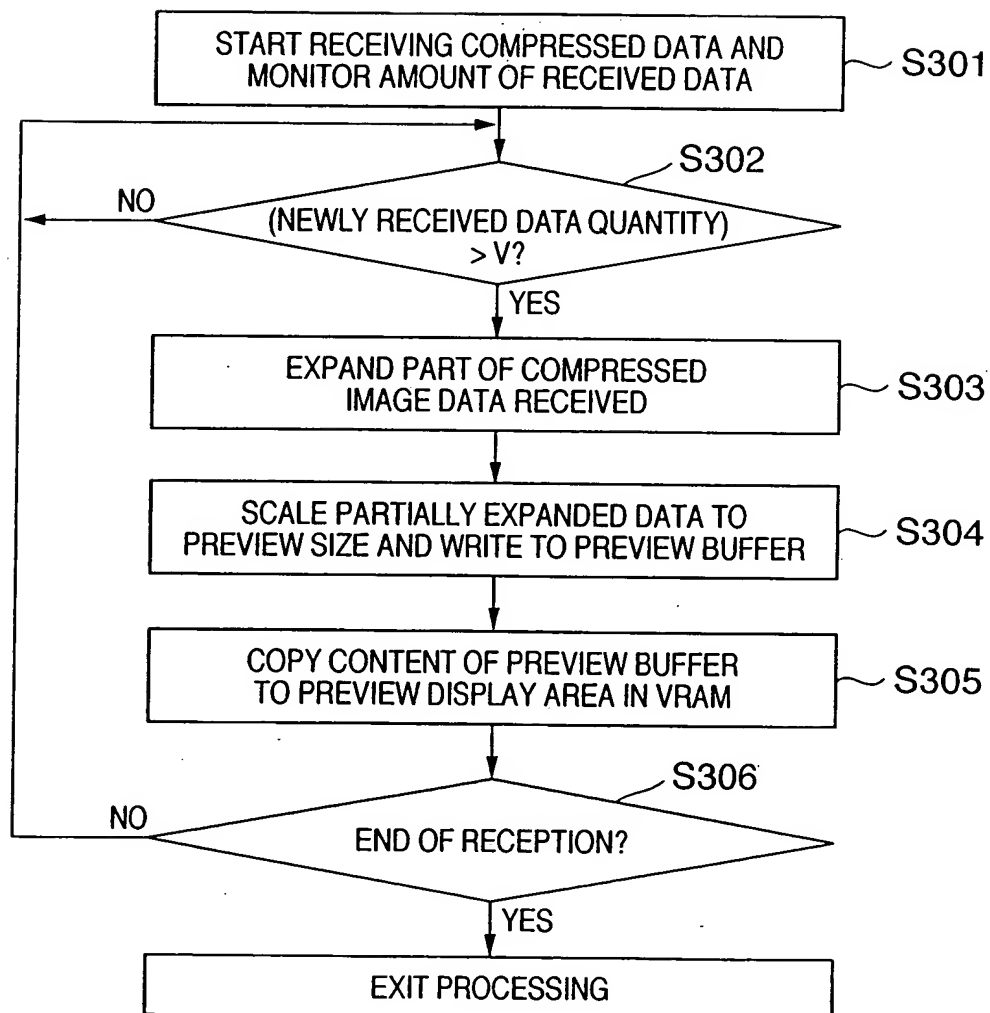 START RECEIVING COMPRESSED DATA AND
MONITOR AMOUNT OF RECEIVED DATA
S301
S302
NO
(NEWLY RECEIVED DATA QUANTITY)
> V?
YES
EXPAND PART OF COMPRESSED
IMAGE DATA RECEIVED
S303
SCALE PARTIALLY EXPANDED DATA TO
PREVIEW SIZE AND WRITE TO PREVIEW BUFFER
S304
COPY CONTENT OF PREVIEW BUFFER
TO PREVIEW DISPLAY AREA IN VRAM
S305
S306
NO
END OF RECEPTION?
YES
EXIT PROCESSING